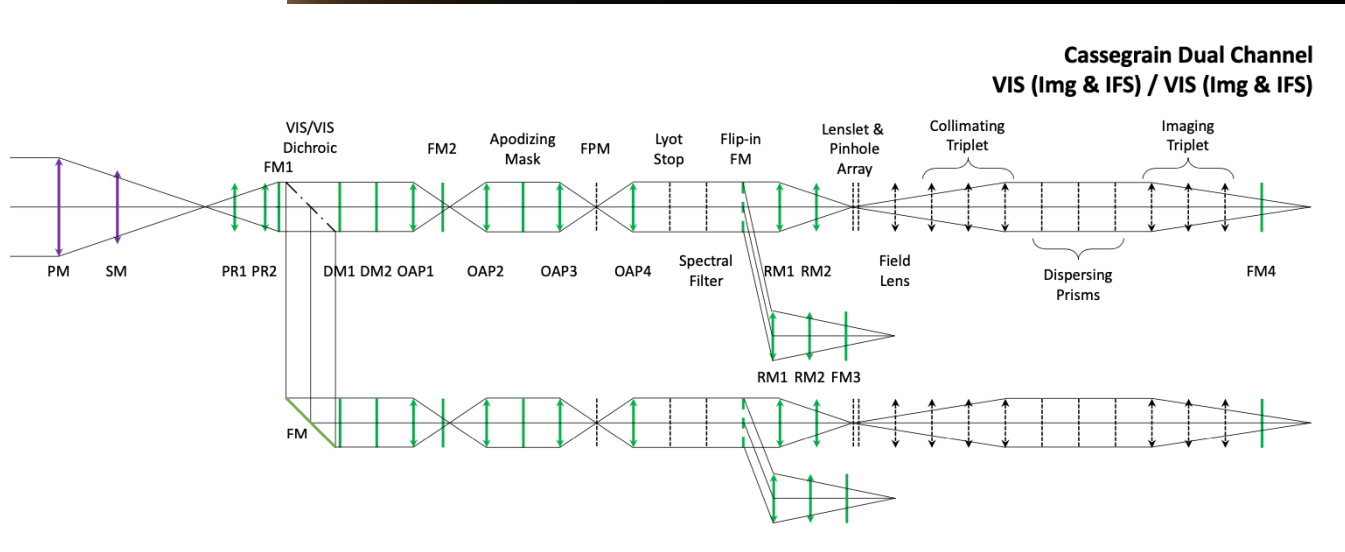 Cassegrain Dual Channel
VIS (Img & IFS) / VIS (Img & IFS)
VIS/VIS
Dichroic
FM1
FM2
Apodizing
Mask
FPM
Lyot
Stop
Flip-in
FM
Lenslet &
Pinhole
Array
Collimating
Triplet
Imaging
Triplet
PM
SM
PR1 PR2
DM1 DM2 OAP1
OAP2
OAP3
OAP4
Spectral
Filter
RM1 RM2
Field
Lens
Dispersing
Prisms
FM4
RM1 RM2 FM3
FM